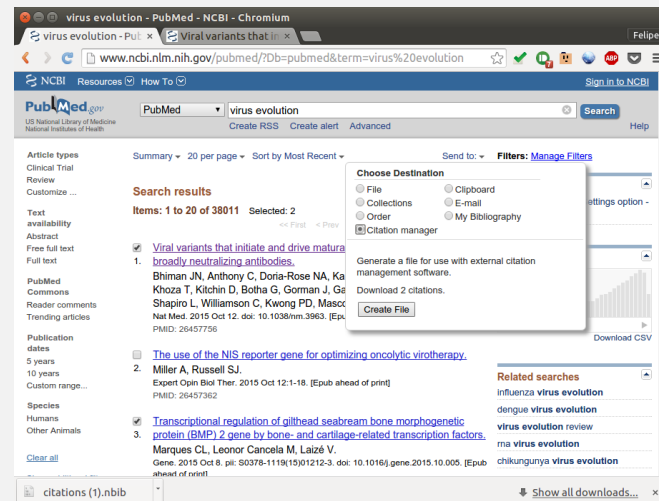 virus evolution - PubMed - NCBI - Chromium
virus evolution - Pub
Viral variants that in
Felipe
www.ncbi.nlm.nih.gov/pubmed/?Db=pubmed&term=virus%20evolution
NCBI Resources How To Sign in to NCBI
PubMed.gov
US National Library of Medicine
National Institutes of Health
PubMed virus evolution Search
Create RSS Create alert Advanced Help
Article types
Clinical Trial
Review
Customize ...
Text
availability
Abstract
Free full text
Full text
PubMed
Commons
Reader comments
Trending articles
Publication
dates
5 years
10 years
Custom range...
Species
Humans
Other Animals
Clear all
Summary 20 per page Sort by Most Recent Send to: Filters: Manage Filters
Search results
Items: 1 to 20 of 38011 Selected: 2
<< First < Prev
Choose Destination
File Clipboard
Collections E-mail
Order My Bibliography
Citation manager
Generate a file for use with external citation
management software.
Download 2 citations.
Create File
1. Viral variants that initiate and drive matura
broadly neutralizing antibodies.
Bhiman JN, Anthony C, Doria-Rose NA, Ka
Khoza T, Kitchin D, Botha G, Gorman J, Ga
Shapiro L, Williamson C, Kwong PD, Masco
Nat Med. 2015 Oct 12. doi: 10.1038/nm.3963. [Epu
PMID: 26457756
2. The use of the NIS reporter gene for optimizing oncolytic virotherapy.
Miller A, Russell SJ.
Expert Opin Biol Ther. 2015 Oct 12:1-18. [Epub ahead of print]
PMID: 26457362
3. Transcriptional regulation of gilthead seabream bone morphogenetic
protein (BMP) 2 gene by bone- and cartilage-related transcription factors.
Marques CL, Leonor Cancela M, Laizé V.
Gene. 2015 Oct 8. pii: S0378-1119(15)01212-3. doi: 10.1016/j.gene.2015.10.005. [Epub
ahead of print]
ettings option -
Download CSV
Related searches
influenza virus evolution
dengue virus evolution
virus evolution review
rna virus evolution
chikungunya virus evolution
citations (1).nbib
Show all downloads...